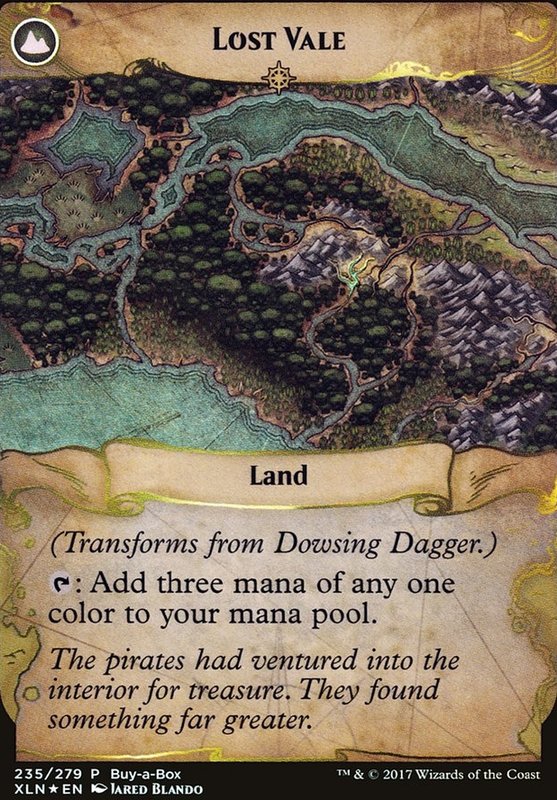 Lost Vale
Land
(Transforms from Dowsing Dagger.)
: Add three mana of any one
color to your mana pool.
The pirates had ventured into the
interior for treasure. They found
something far greater.
235/279 P Buy-a-Box
XLN★EN Jared Blando
™ & © 2017 Wizards of the Coast